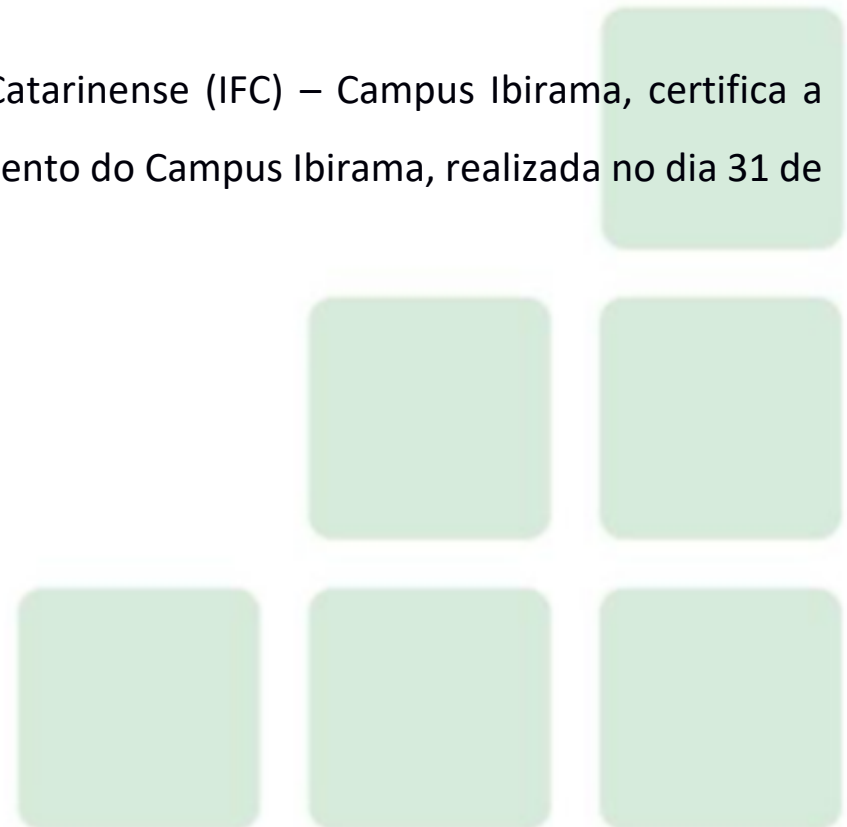 Catarinense (IFC) – Campus Ibirama, certifica a
ento do Campus Ibirama, realizada no dia 31 de